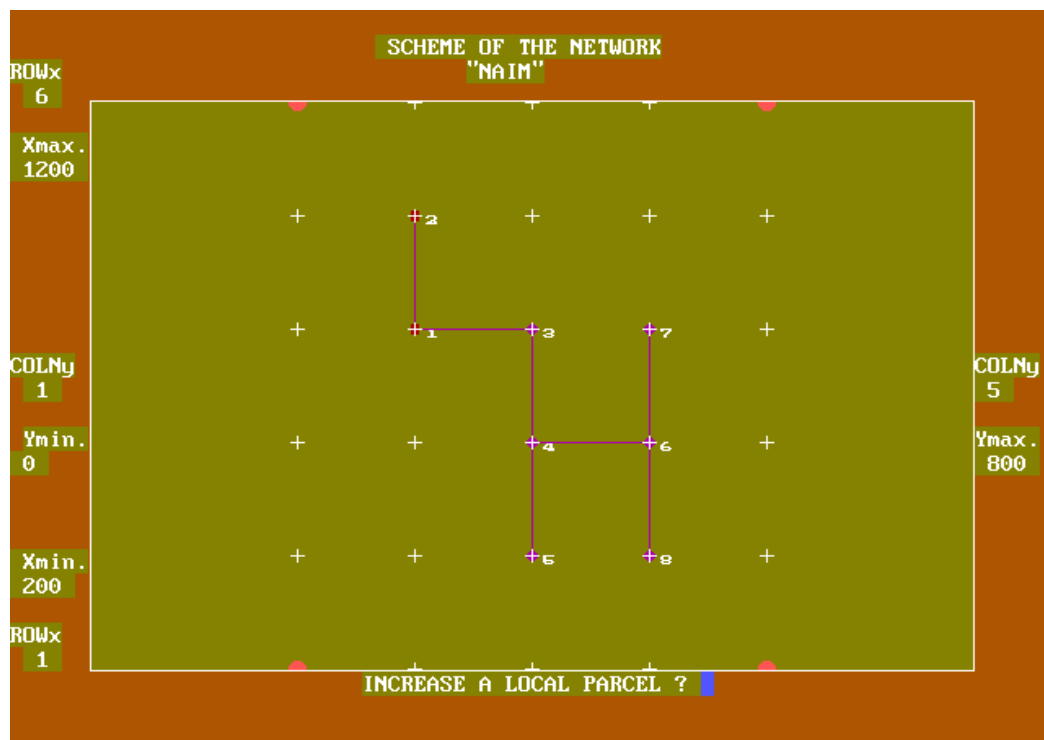 SCHEME OF THE NETWORK
"NAIM"
ROWx
6
Xmax.
1200
2
1
3
7
COLNy
1
COLNy
5
Ymin.
0
4
6
Ymax.
800
Xmin.
200
5
8
ROWx
1
INCREASE A LOCAL PARCEL ?